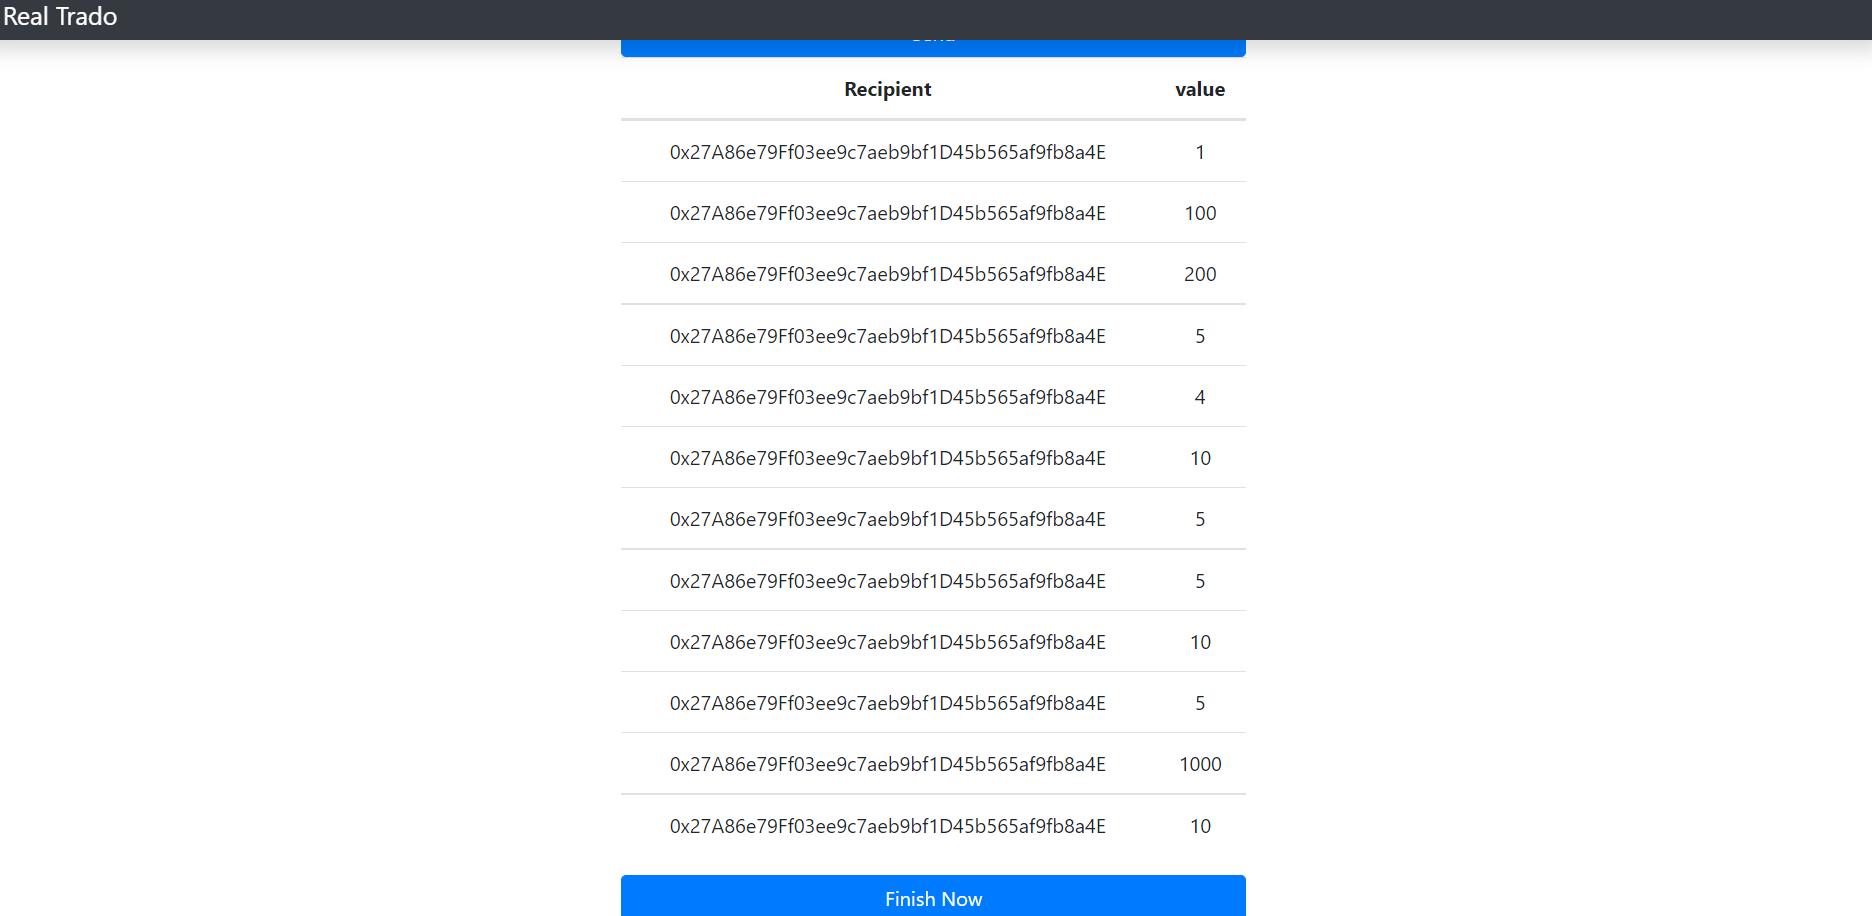 Real Trado
Recipient value
0x27A86e79Ff03ee9c7aeb9bf1D45b565af9fb8a4E 1
0x27A86e79Ff03ee9c7aeb9bf1D45b565af9fb8a4E 100
0x27A86e79Ff03ee9c7aeb9bf1D45b565af9fb8a4E 200
0x27A86e79Ff03ee9c7aeb9bf1D45b565af9fb8a4E 5
0x27A86e79Ff03ee9c7aeb9bf1D45b565af9fb8a4E 4
0x27A86e79Ff03ee9c7aeb9bf1D45b565af9fb8a4E 10
0x27A86e79Ff03ee9c7aeb9bf1D45b565af9fb8a4E 5
0x27A86e79Ff03ee9c7aeb9bf1D45b565af9fb8a4E 5
0x27A86e79Ff03ee9c7aeb9bf1D45b565af9fb8a4E 10
0x27A86e79Ff03ee9c7aeb9bf1D45b565af9fb8a4E 5
0x27A86e79Ff03ee9c7aeb9bf1D45b565af9fb8a4E 1000
0x27A86e79Ff03ee9c7aeb9bf1D45b565af9fb8a4E 10
Finish Now